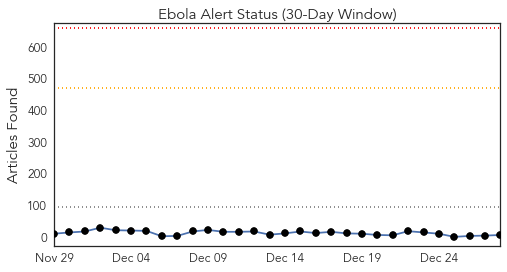 Ebola Alert Status (30-Day Window)
Articles Found
600
500
400
300
200
100
0
Nov 29 Dec 04 Dec 09 Dec 14 Dec 19 Dec 24